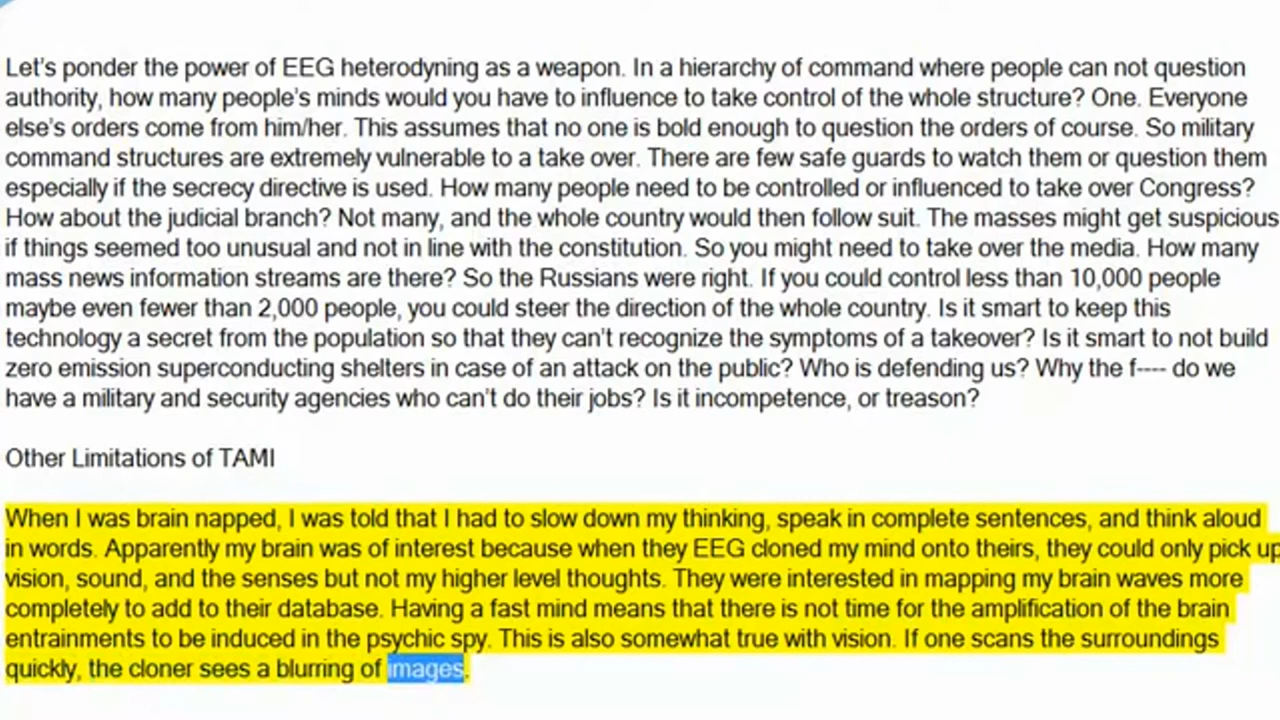 Let's ponder the power of EEG heterodyning as a weapon. In a hierarchy of command where people can not question
authority, how many people's minds would you have to influence to take control of the whole structure? One. Everyone
else's orders come from him/her. This assumes that no one is bold enough to question the orders of course. So military
command structures are extremely vulnerable to a take over. There are few safe guards to watch them or question them
especially if the secrecy directive is used. How many people need to be controlled or influenced to take over Congress?
How about the judicial branch? Not many, and the whole country would then follow suit. The masses might get suspicious
if things seemed too unusual and not in line with the constitution. So you might need to take over the media. How many
mass news information streams are there? So the Russians were right. If you could control less than 10,000 people
maybe even fewer than 2,000 people, you could steer the direction of the whole country. Is it smart to keep this
technology a secret from the population so that they can't recognize the symptoms of a takeover? Is it smart to not build
zero emission superconducting shelters in case of an attack on the public? Who is defending us? Why the f---- do we
have a military and security agencies who can't do their jobs? Is it incompetence, or treason?
Other Limitations of TAMI
When I was brain napped, I was told that I had to slow down my thinking, speak in complete sentences, and think aloud
in words. Apparently my brain was of interest because when they EEG cloned my mind onto theirs, they could only pick up
vision, sound, and the senses but not my higher level thoughts. They were interested in mapping my brain waves more
completely to add to their database. Having a fast mind means that there is not time for the amplification of the brain
entrainments to be induced in the psychic spy. This is also somewhat true with vision. If one scans the surroundings
quickly, the cloner sees a blurring of images.